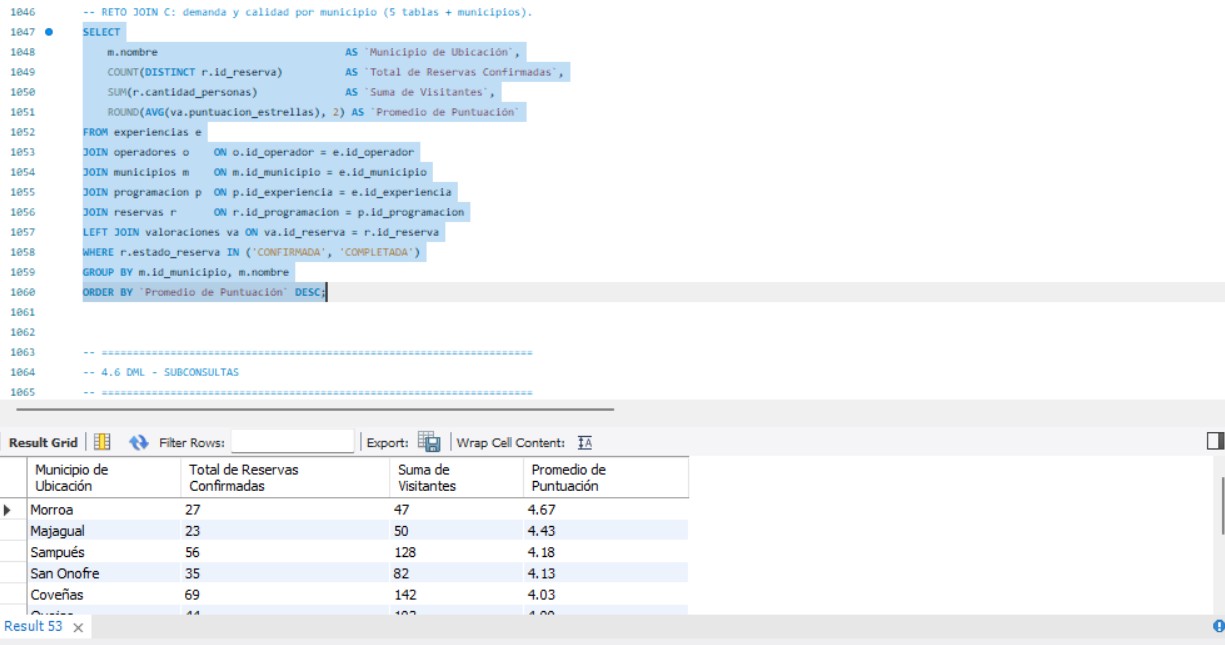 1046 -- RETO JOIN C: demanda y calidad por municipio (5 tablas + municipios).
1047 SELECT
1048 m.nombre AS `Municipio de Ubicación`,
1049 COUNT(DISTINCT r.id_reserva) AS `Total de Reservas Confirmadas`,
1050 SUM(r.cantidad_personas) AS `Suma de Visitantes`,
1051 ROUND(AVG(va.puntuacion_estrellas), 2) AS `Promedio de Puntuación`
1052 FROM experiencias e
1053 JOIN operadores o ON o.id_operador = e.id_operador
1054 JOIN municipios m ON m.id_municipio = e.id_municipio
1055 JOIN programacion p ON p.id_experiencia = e.id_experiencia
1056 JOIN reservas r ON r.id_programacion = p.id_programacion
1057 LEFT JOIN valoraciones va ON va.id_reserva = r.id_reserva
1058 WHERE r.estado_reserva IN ('CONFIRMADA', 'COMPLETADA')
1059 GROUP BY m.id_municipio, m.nombre
1060 ORDER BY `Promedio de Puntuación` DESC;
1061
1062
1063 -- =====================================================================
1064 -- 4.6 DML - SUBCONSULTAS
1065 -- =====================================================================
Result Grid Filter Rows: Export: Wrap Cell Content:
Municipio de Ubicación Total de Reservas Confirmadas Suma de Visitantes Promedio de Puntuación
Morroa 27 47 4.67
Majagual 23 50 4.43
Sampués 56 128 4.18
San Onofre 35 82 4.13
Coveñas 69 142 4.03
Result 53